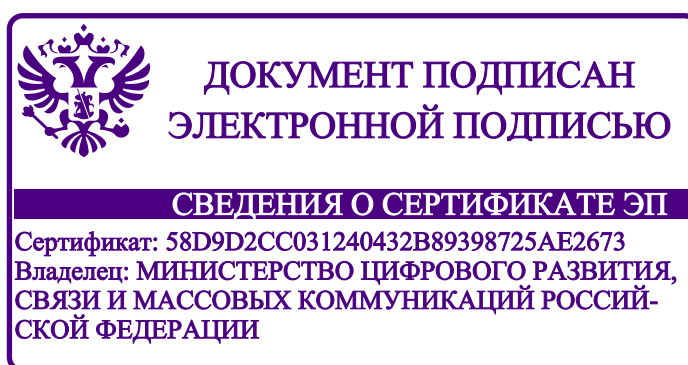 ДОКУМЕНТ ПОДПИСАН
ЭЛЕКТРОННОЙ ПОДПИСЬЮ
СВЕДЕНИЯ О СЕРТИФИКАТЕ ЭП
Сертификат: 58D9D2CC031240432B89398725AE2673
Владелец: МИНИСТЕРСТВО ЦИФРОВОГО РАЗВИТИЯ,
СВЯЗИ И МАССОВЫХ КОММУНИКАЦИЙ РОССИЙ-
СКОЙ ФЕДЕРАЦИИ